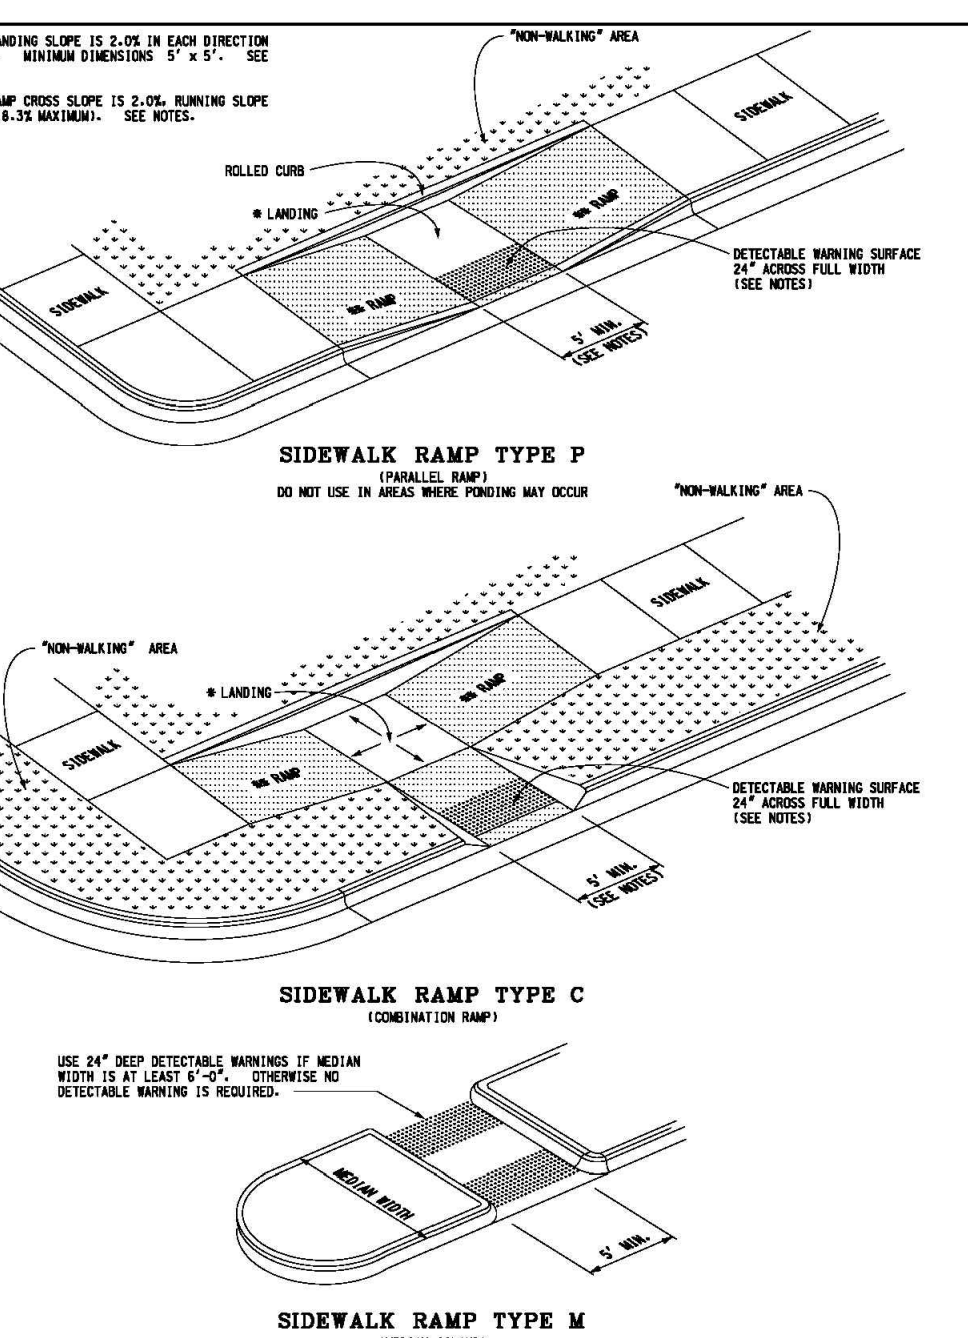 ANDING SLOPE IS 2.0% IN EACH DIRECTION
MINIMUM DIMENSIONS 5' x 5'. SEE
AMP CROSS SLOPE IS 2.0%, RUNNING SLOPE
(8.3% MAXIMUM). SEE NOTES.
"NON-WALKING" AREA
SIDEWALK
ROLLED CURB
* LANDING
** RAMP
DETECTABLE WARNING SURFACE
24" ACROSS FULL WIDTH
(SEE NOTES)
SIDEWALK
** RAMP
5' MIN.
(SEE NOTES)
SIDEWALK RAMP TYPE P
(PARALLEL RAMP)
DO NOT USE IN AREAS WHERE PONDING MAY OCCUR
"NON-WALKING" AREA
SIDEWALK
"NON-WALKING" AREA
* LANDING
** RAMP
SIDEWALK
** RAMP
DETECTABLE WARNING SURFACE
24" ACROSS FULL WIDTH
(SEE NOTES)
5' MIN.
(SEE NOTES)
SIDEWALK RAMP TYPE C
(COMBINATION RAMP)
USE 24" DEEP DETECTABLE WARNINGS IF MEDIAN
WIDTH IS AT LEAST 6'-0". OTHERWISE NO
DETECTABLE WARNING IS REQUIRED.
MEDIAN WIDTH
5' MIN.
SIDEWALK RAMP TYPE M